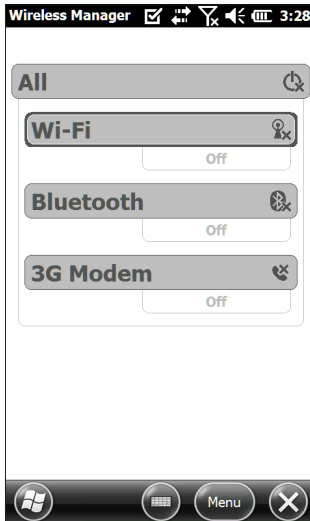 Wireless Manager 3:28
All
Wi-Fi
Off
Bluetooth
Off
3G Modem
Off
Menu